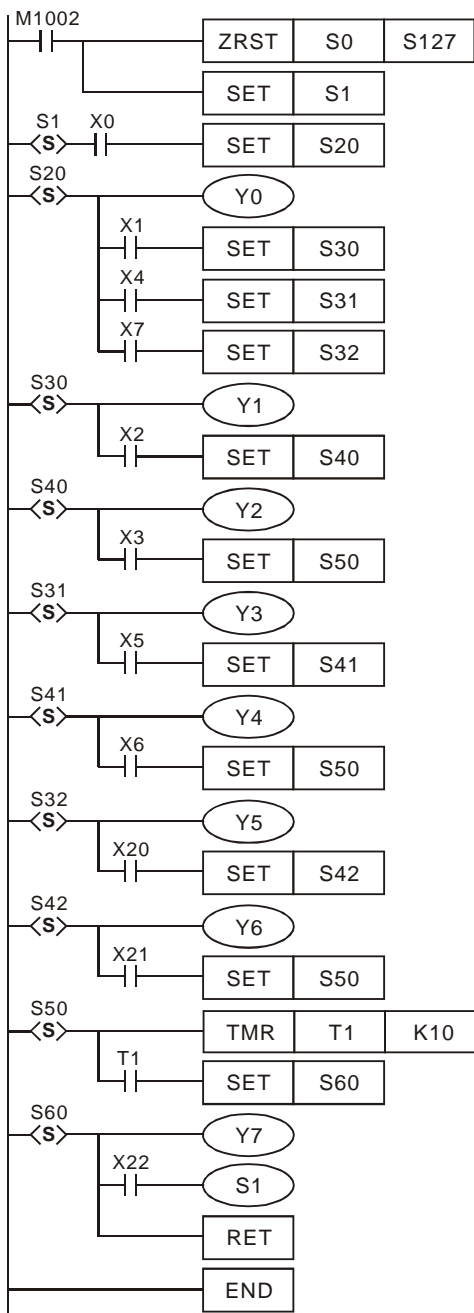 M1002
ZRST S0 S127
SET S1
S1 X0
S SET S20
S20
S Y0
X1
SET S30
X4
SET S31
X7
SET S32
S30
S Y1
X2
SET S40
S40
S Y2
X3
SET S50
S31
S Y3
X5
SET S41
S41
S Y4
X6
SET S50
S32
S Y5
X20
SET S42
S42
S Y6
X21
SET S50
S50
S TMR T1 K10
T1
SET S60
S60
S Y7
X22
S1
RET
END